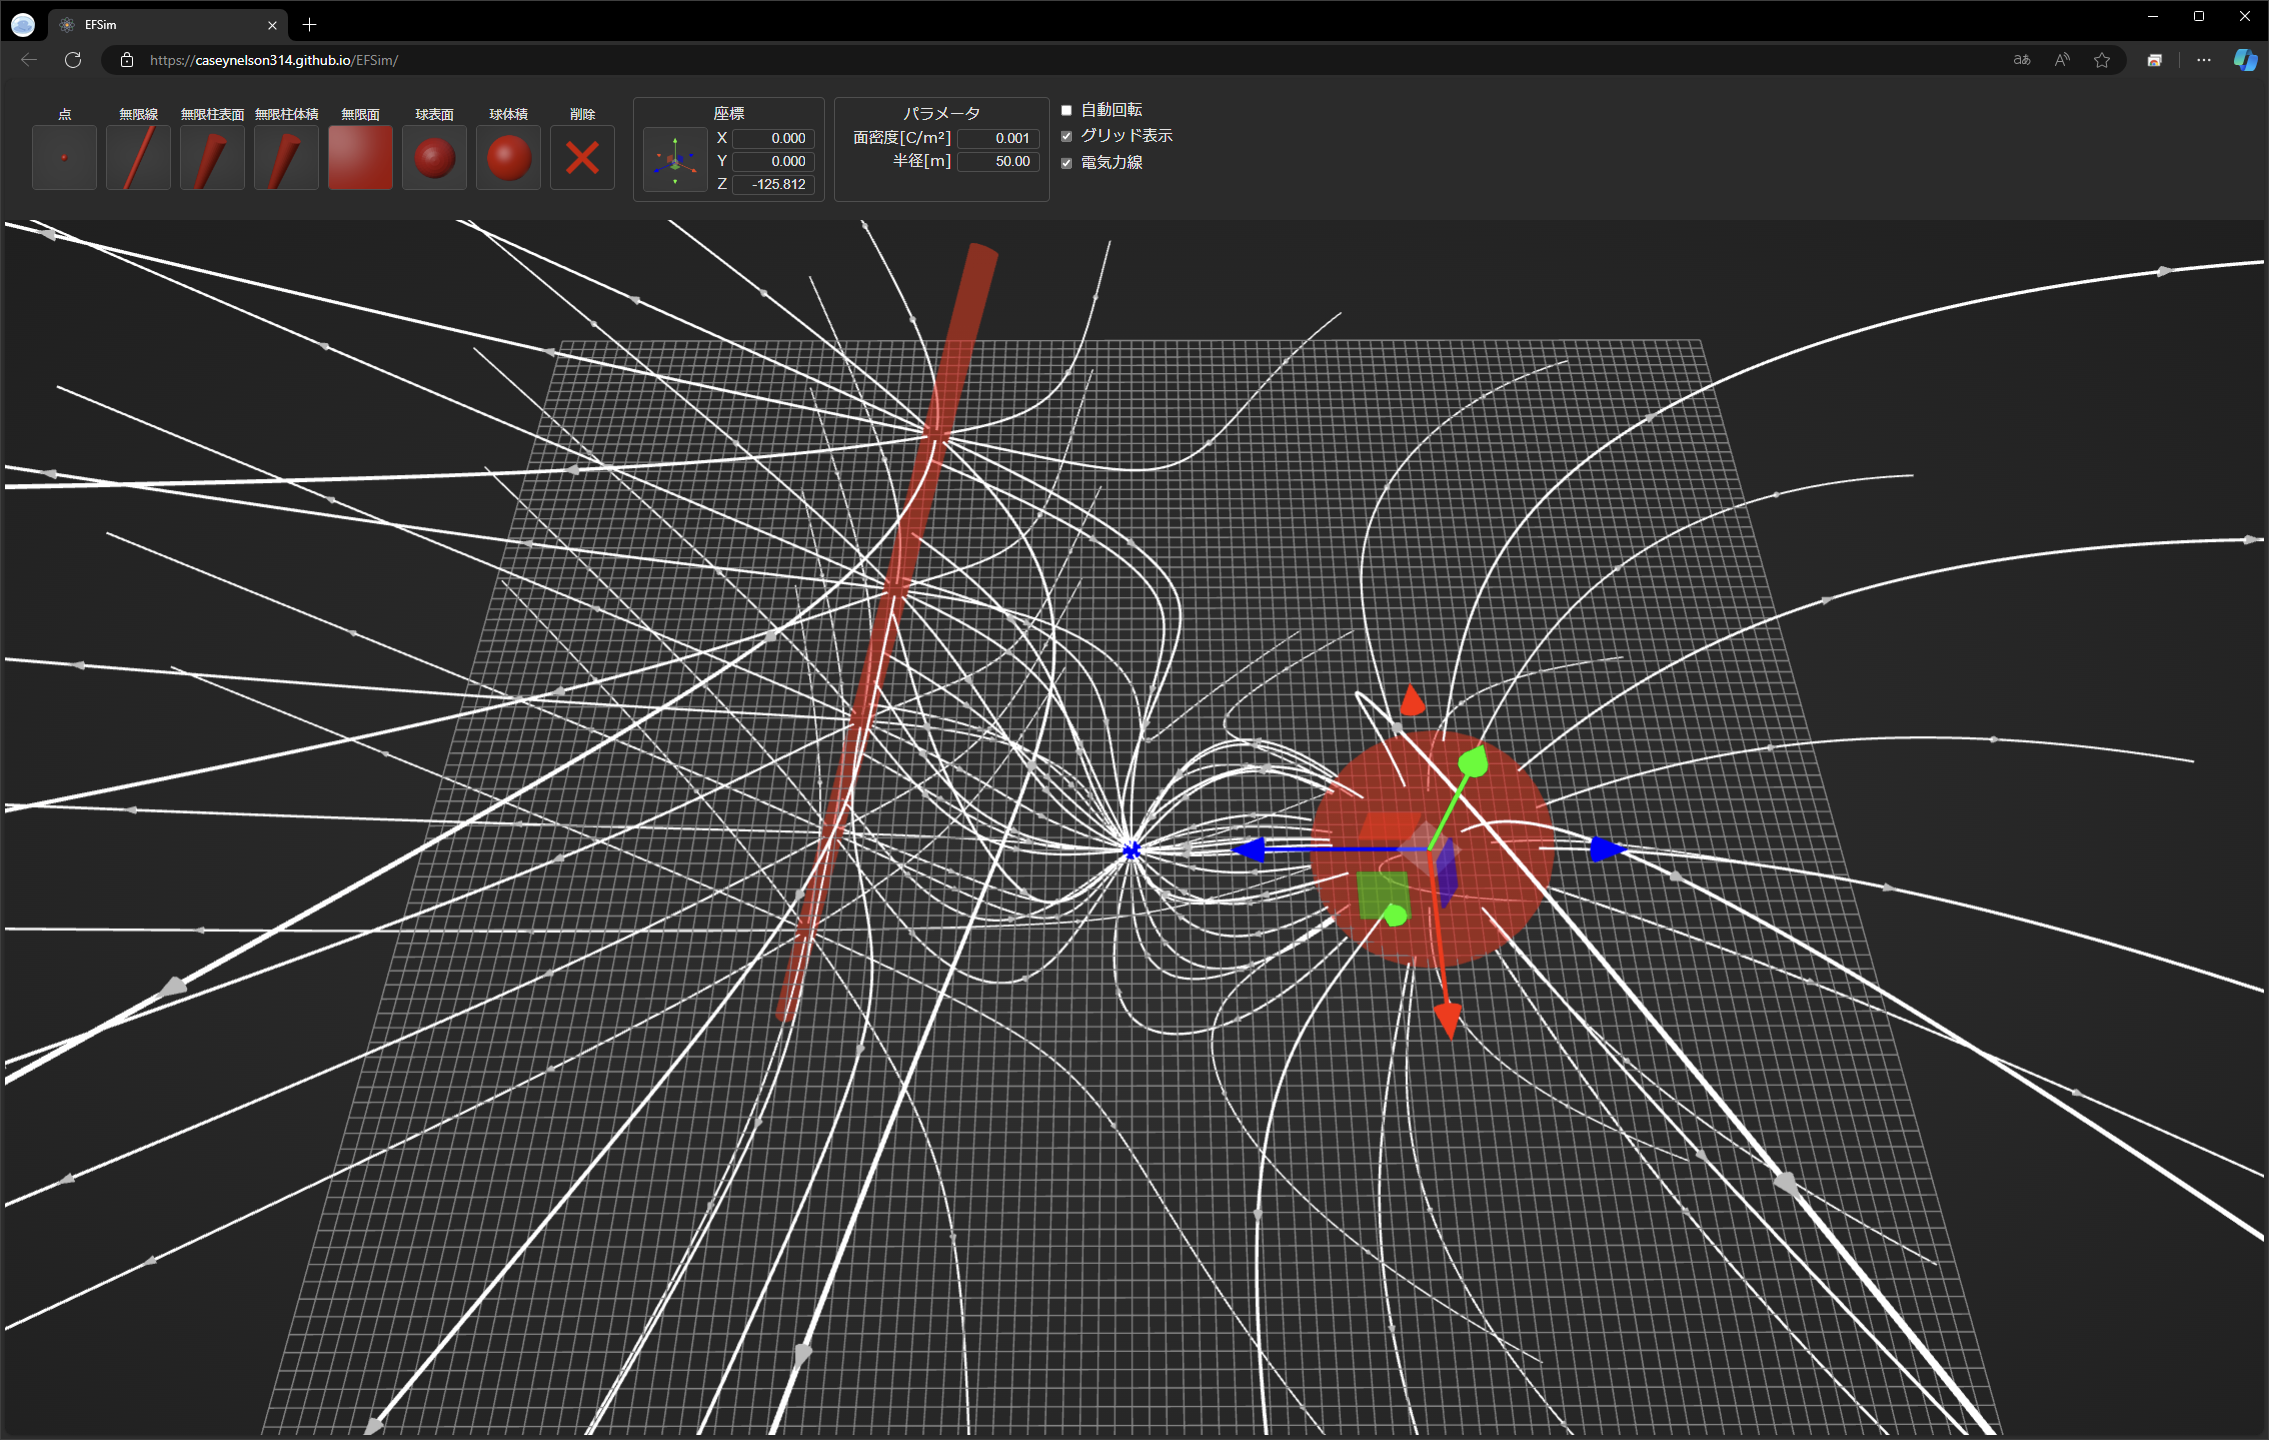 EFSim
https://caseynelson314.github.io/EFSim/
aあ
A
点
無限線
無限柱表面
無限柱体積
無限面
球表面
球体積
削除
座標
X 0.000
Y 0.000
Z -125.812
パラメータ
面密度[C/m²] 0.001
半径[m] 50.00
自動回転
グリッド表示
電気力線